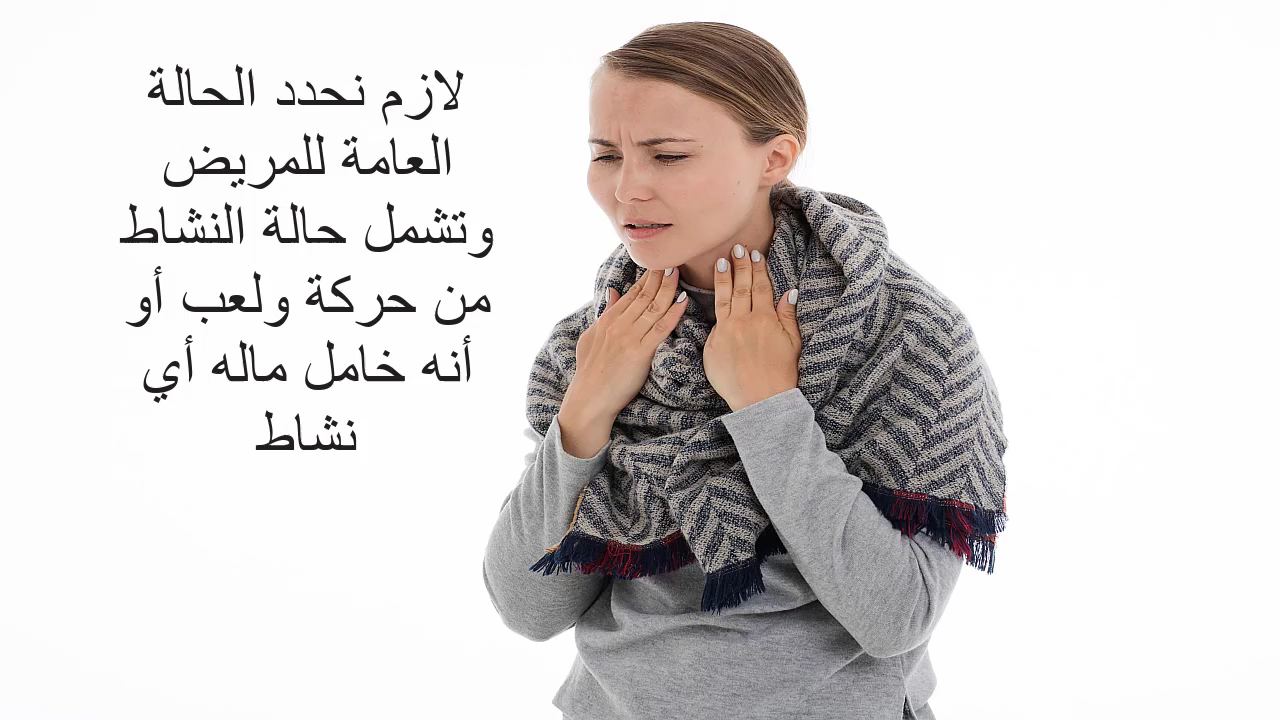 لازم نحدد الحالة
العامة للمريض
وتشمل حالة النشاط
من حركة ولعب أو
أنه خامل ماله أي
نشاط